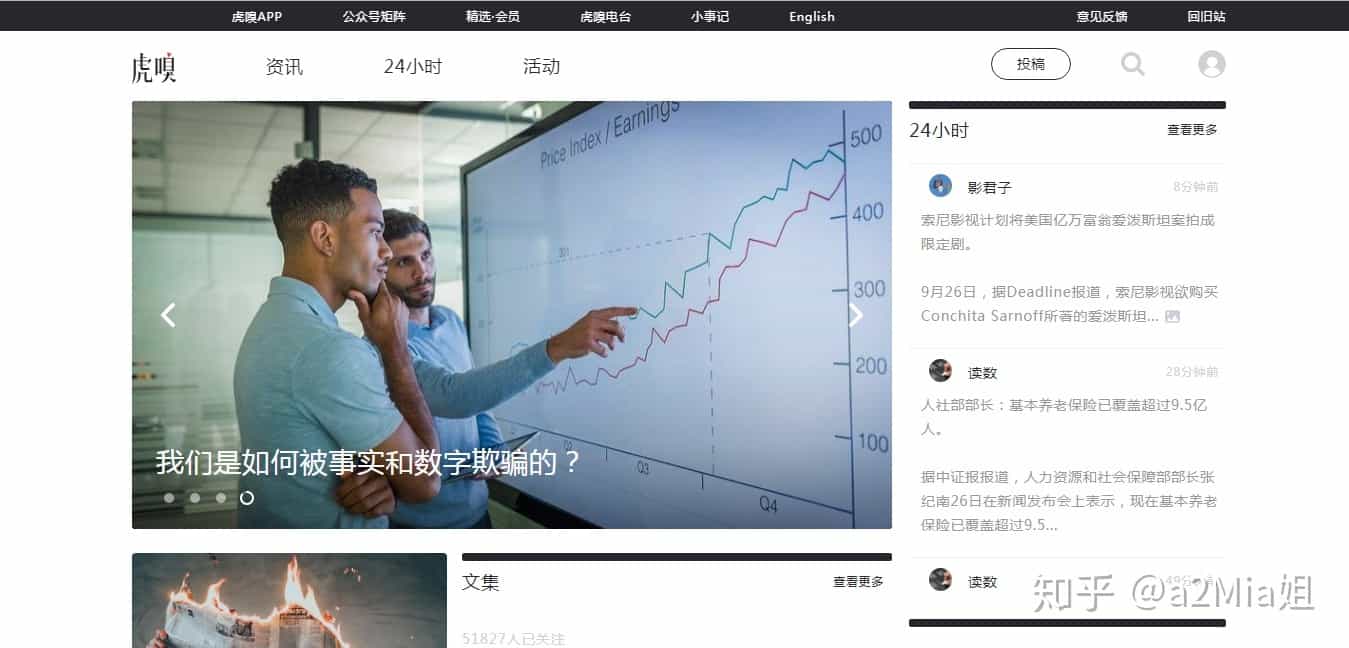 虎嗅APP
公众号矩阵
精选·会员
虎嗅电台
小事记
English
意见反馈
回旧站
虎嗅
资讯
24小时
活动
投稿
Price Index / Earnings
500
400
300
200
100
Q3
Q4
我们是如何被事实和数字欺骗的？
24小时
查看更多
影君子
8分钟前
索尼影视计划将美国亿万富翁爱泼斯坦案拍成
限定剧。
9月26日，据Deadline报道，索尼影视欲购买
Conchita Sarnoff所著的爱泼斯坦...
读数
28分钟前
人社部部长：基本养老保险已覆盖超过9.5亿
人。
据中证报报道，人力资源和社会保障部部长张
纪南26日在新闻发布会上表示，现在基本养老
保险已覆盖超过9.5...
读数
49分钟前
文集
查看更多
51827人已关注
知乎 @a2Mia姐